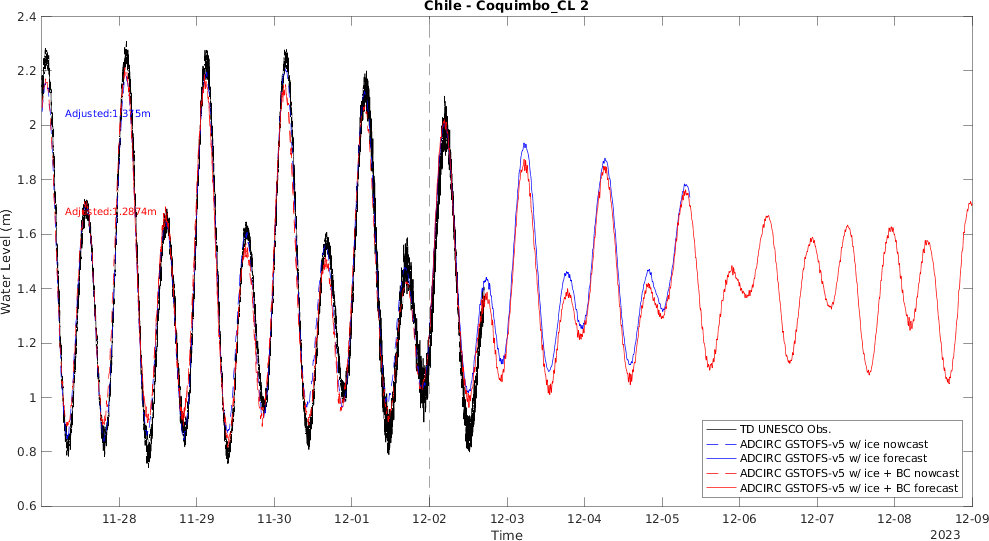 Chile - Coquimbo_CL 2
2.4
2.2
2
1.8
1.6
1.4
1.2
1
0.8
0.6
Water Level (m)
Adjusted:1.375m
Adjusted:1.2874m
TD UNESCO Obs.
ADCIRC GSTOFS-v5 w/ ice nowcast
ADCIRC GSTOFS-v5 w/ ice forecast
ADCIRC GSTOFS-v5 w/ ice + BC nowcast
ADCIRC GSTOFS-v5 w/ ice + BC forecast
11-28 11-29 11-30 12-01 12-02 12-03 12-04 12-05 12-06 12-07 12-08 12-09
Time
2023